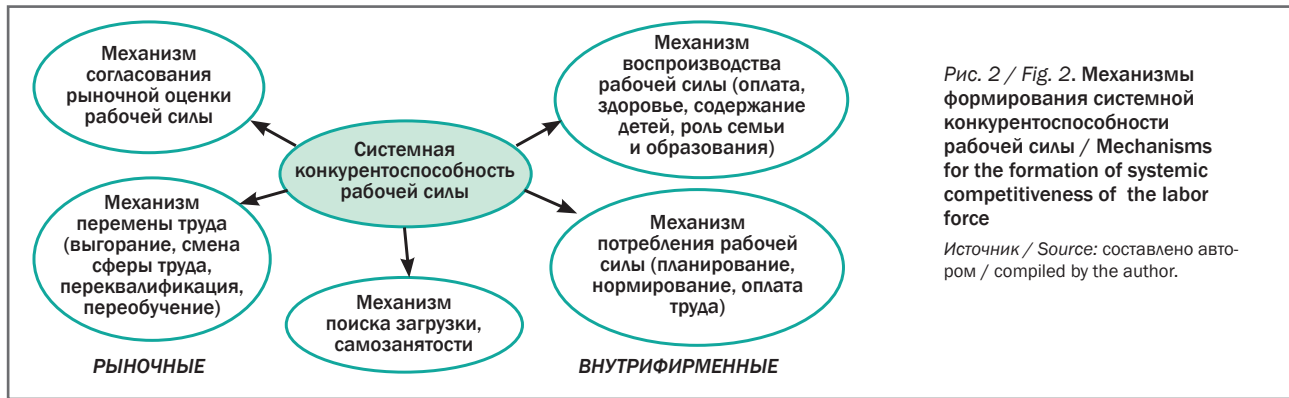 Механизм
согласования
рыночной оценки
рабочей силы
Механизм
воспроизводства
рабочей силы (оплата,
здоровье, содержание
детей, роль семьи
и образования)
Системная
конкурентоспособность
рабочей силы
Механизм
перемены труда
(выгорание, смена
сферы труда,
переквалификация,
переобучение)
Механизм
потребления рабочей
силы (планирование,
нормирование, оплата
труда)
Механизм
поиска загрузки,
самозанятости
РЫНОЧНЫЕ
ВНУТРИФИРМЕННЫЕ
Рис. 2 / Fig. 2. Механизмы
формирования системной
конкурентоспособности
рабочей силы / Mechanisms
for the formation of systemic
competitiveness of the labor
force
Источник / Source: составлено авто-
ром / compiled by the author.